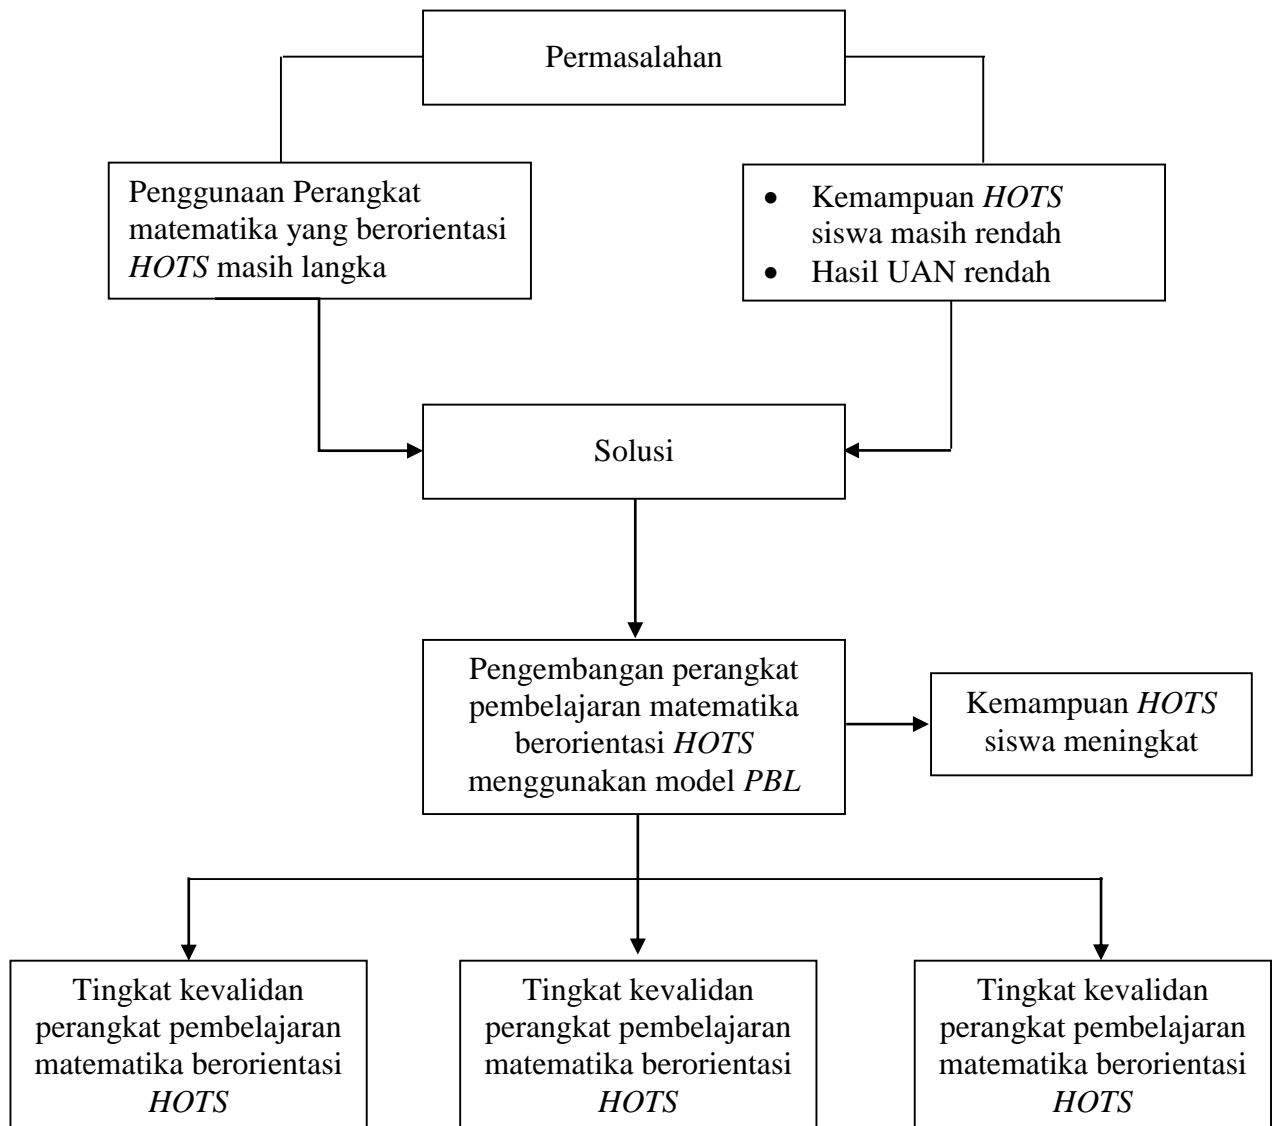 Permasalahan
Penggunaan Perangkat
matematika yang berorientasi
HOTS masih langka
• Kemampuan HOTS
siswa masih rendah
• Hasil UAN rendah
Solusi
Pengembangan perangkat
pembelajaran matematika
berorientasi HOTS
menggunakan model PBL
Kemampuan HOTS
siswa meningkat
Tingkat kevalidan
perangkat pembelajaran
matematika berorientasi
HOTS
Tingkat kevalidan
perangkat pembelajaran
matematika berorientasi
HOTS
Tingkat kevalidan
perangkat pembelajaran
matematika berorientasi
HOTS